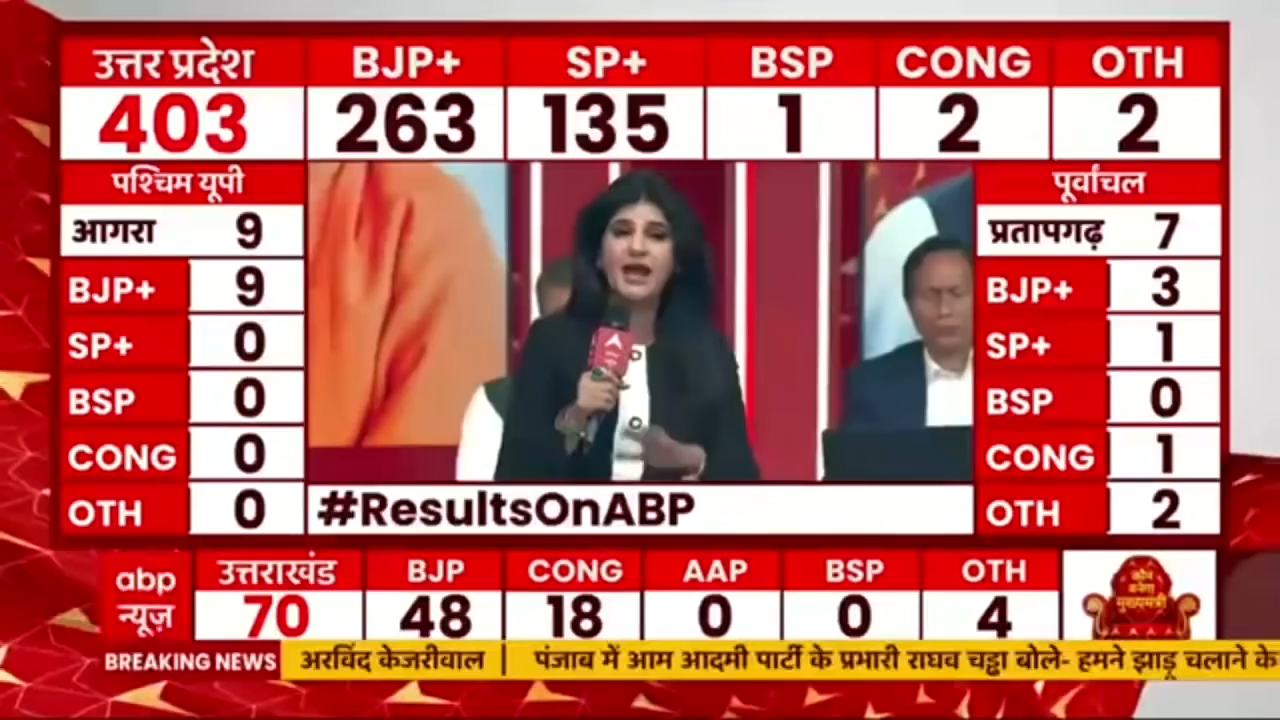 उत्तर प्रदेश BJP+ SP+ BSP CONG OTH
403 263 135 1 2 2
पश्चिम यूपी
आगरा 9
BJP+ 9
SP+ 0
BSP 0
CONG 0
OTH 0
#ResultsOnABP
पूर्वांचल
प्रतापगढ़ 7
BJP+ 3
SP+ 1
BSP 0
CONG 1
OTH 2
abp
न्यूज़
उत्तराखंड BJP CONG AAP BSP OTH
70 48 18 0 0 4
कौन
बनेगा
मुख्यमंत्री
BREAKING NEWS अरविंद केजरीवाल | पंजाब में आम आदमी पार्टी के प्रभारी राघव चड्ढा बोले- हमने झाड़ू चलाने के